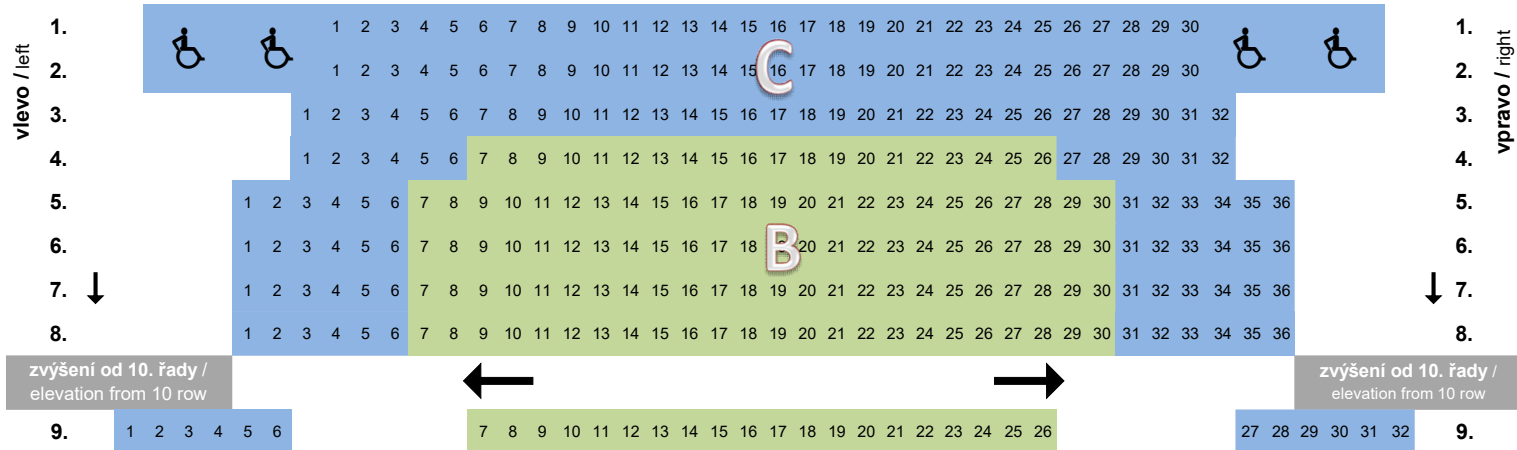 1. 1 2 3 4 5 6 7 8 9 10 11 12 13 14 15 16 17 18 19 20 21 22 23 24 25 26 27 28 29 30 1.
2. 1 2 3 4 5 6 7 8 9 10 11 12 13 14 15 16 17 18 19 20 21 22 23 24 25 26 27 28 29 30 2.
C
vlevo / left
vpravo / right
3. 1 2 3 4 5 6 7 8 9 10 11 12 13 14 15 16 17 18 19 20 21 22 23 24 25 26 27 28 29 30 31 32
3.
4. 1 2 3 4 5 6 7 8 9 10 11 12 13 14 15 16 17 18 19 20 21 22 23 24 25 26 27 28 29 30 31 32 4.
5. 1 2 3 4 5 6 7 8 9 10 11 12 13 14 15 16 17 18 19 20 21 22 23 24 25 26 27 28 29 30 31 32 33 34 35 36 5.
6. 1 2 3 4 5 6 7 8 9 10 11 12 13 14 15 16 17 18 B 20 21 22 23 24 25 26 27 28 29 30 31 32 33 34 35 36 6.
7. 1 2 3 4 5 6 7 8 9 10 11 12 13 14 15 16 17 18 19 20 21 22 23 24 25 26 27 28 29 30 31 32 33 34 35 36 7.
8. 1 2 3 4 5 6 7 8 9 10 11 12 13 14 15 16 17 18 19 20 21 22 23 24 25 26 27 28 29 30 31 32 33 34 35 36 8.
zvýšení od 10. řady /
elevation from 10 row
zvýšení od 10. řady /
elevation from 10 row
9. 1 2 3 4 5 6 7 8 9 10 11 12 13 14 15 16 17 18 19 20 21 22 23 24 25 26 27 28 29 30 31 32 9.